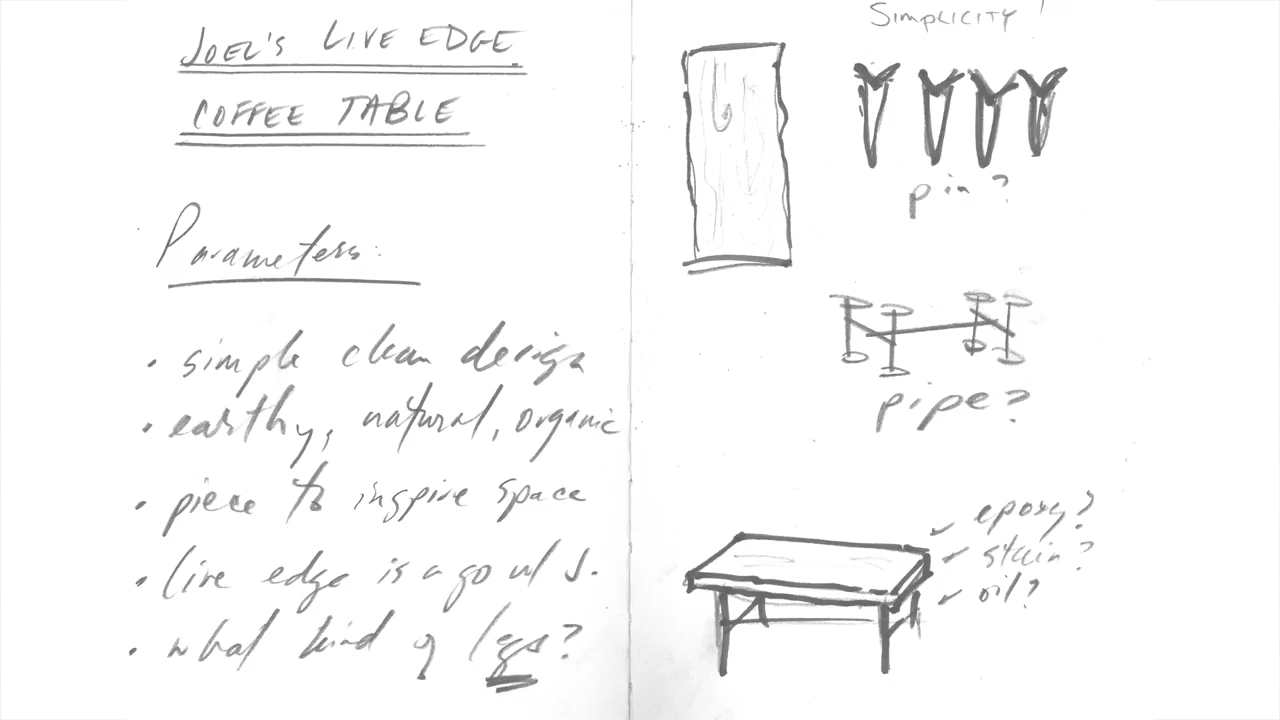 JOEL'S LIVE EDGE
COFFEE TABLE
Parameters:
• simple clean design
• earthy, natural, organic
• piece to inspire space
• live edge is a go w/ J.
• what kind of legs?
SIMPLICITY!
pin?
pipe?
epoxy?
stain?
oil?